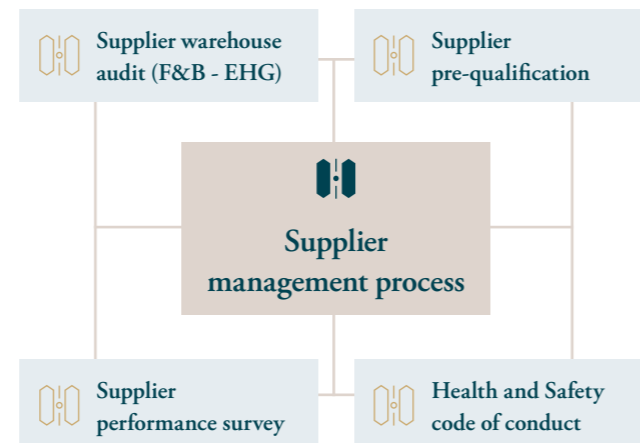 Supplier warehouse
audit (F&B - EHG)
Supplier
pre-qualification
Supplier
management process
Supplier
performance survey
Health and Safety
code of conduct